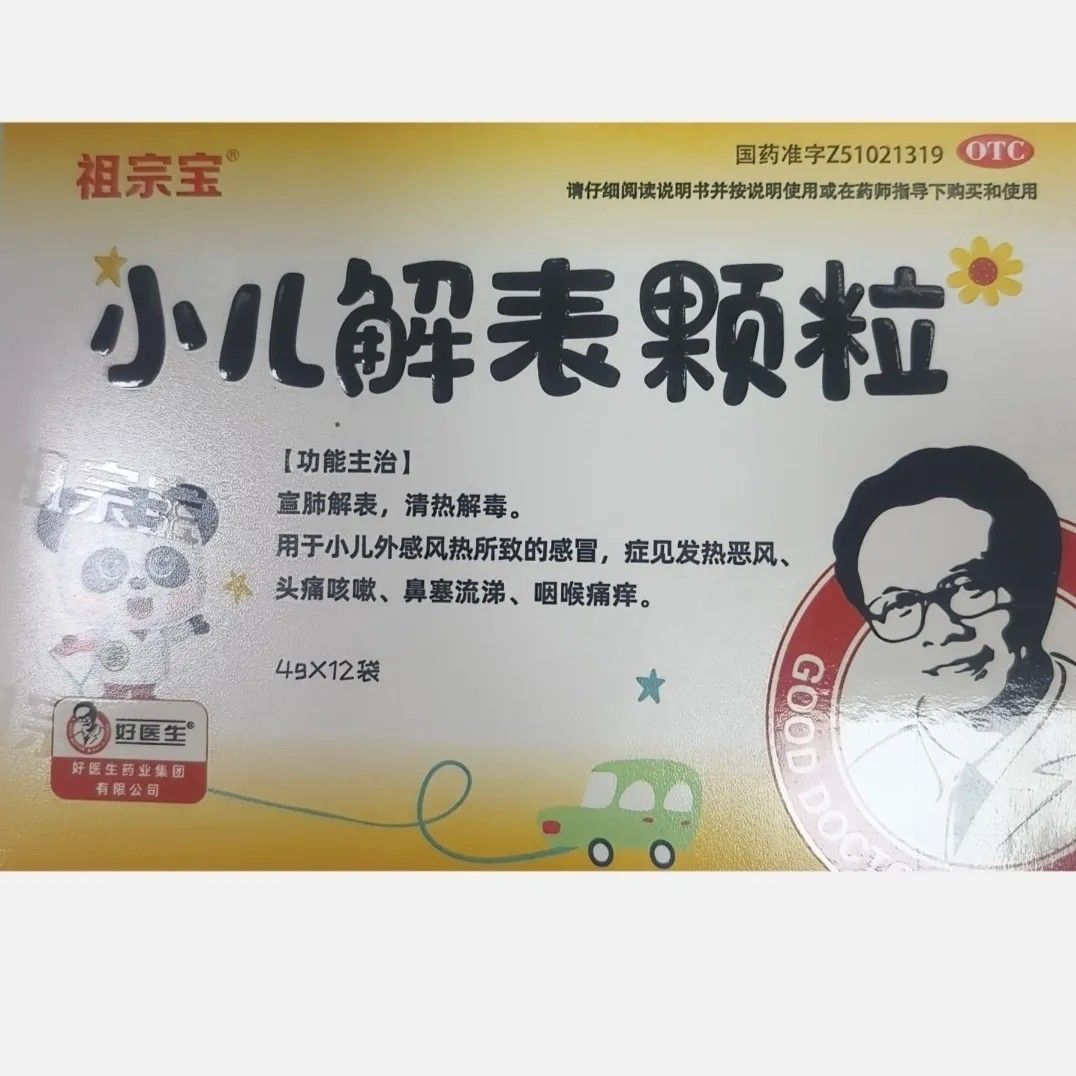 祖宗宝®
国药准字Z51021319 OTC
请仔细阅读说明书并按说明使用或在药师指导下购买和使用
小儿解表颗粒
【功能主治】
宣肺解表，清热解毒。
用于小儿外感风热所致的感冒，症见发热恶风、
头痛咳嗽、鼻塞流涕、咽喉痛痒。
4g×12袋
好医生®
好医生药业集团
有限公司
GOOD